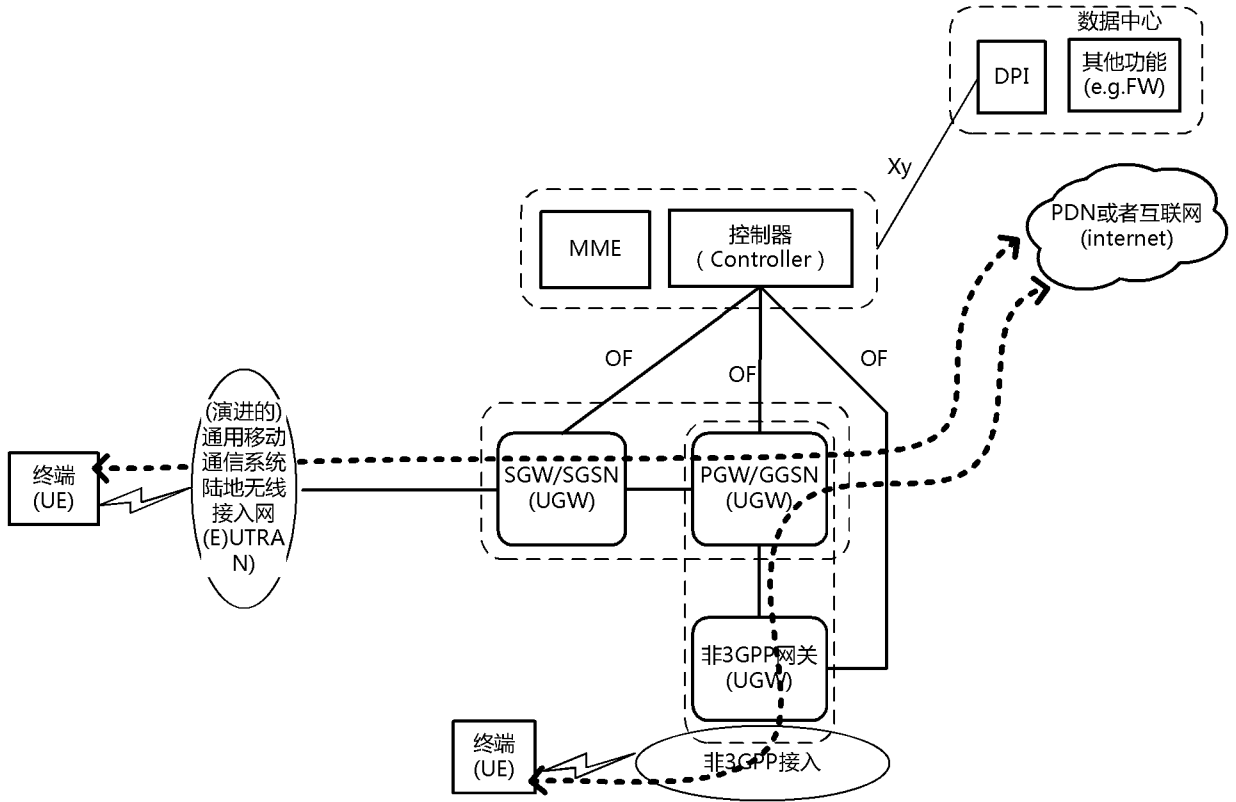 数据中心
DPI
其他功能
(e.g.FW)
Xy
PDN或者互联网
(internet)
MME
控制器
( Controller )
OF
OF
OF
(演进的)
通用移动
通信系统
陆地无线
接入网
(E)UTRA
N)
终端
(UE)
SGW/SGSN
(UGW)
PGW/GGSN
(UGW)
非3GPP网关
(UGW)
终端
(UE)
非3GPP接入